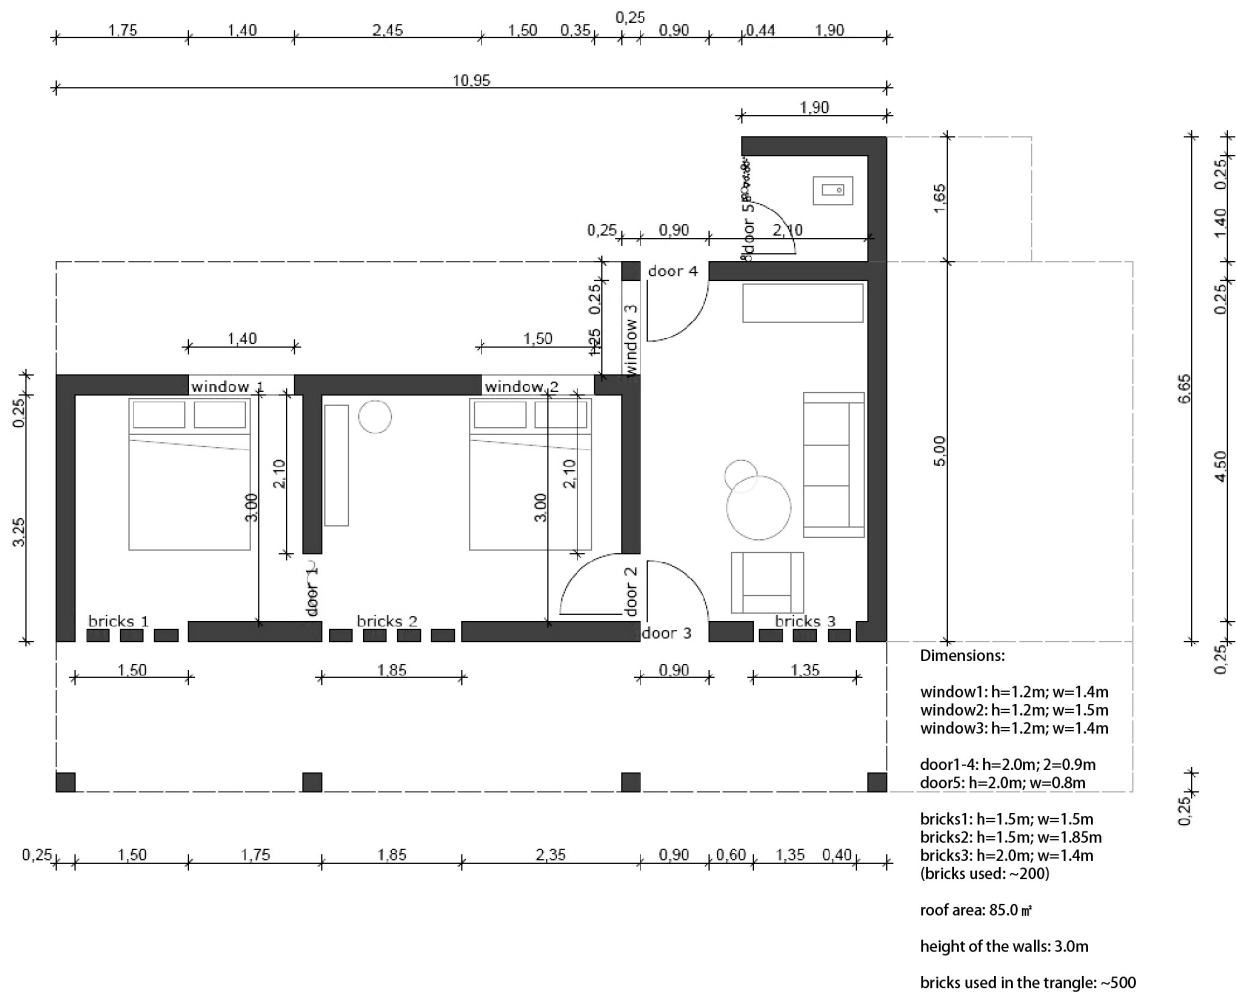 0,25
1,75 1,40 2,45 1,50 0,35 0,90 0,44 1,90
10,95
1,90
0,25 0,90 2,10
door 5
door 4
1,65
0,25
1,40
0,25
1,40 1,50
0,25
1,25
window 3
window 1 window 2
0,25
3,25
2,10
3,00
2,10
3,00
5,00
6,65
4,50
door 1
door 2
bricks 1 bricks 2 bricks 3
door 3
0,25
1,50 1,85 0,90 1,35
0,25
0,25 1,50 1,75 1,85 2,35 0,90 0,60 1,35 0,40
Dimensions:
window1: h=1.2m; w=1.4m
window2: h=1.2m; w=1.5m
window3: h=1.2m; w=1.4m
door1-4: h=2.0m; 2=0.9m
door5: h=2.0m; w=0.8m
bricks1: h=1.5m; w=1.5m
bricks2: h=1.5m; w=1.85m
bricks3: h=2.0m; w=1.4m
(bricks used: ~200)
roof area: 85.0 ㎡
height of the walls: 3.0m
bricks used in the trangle: ~500